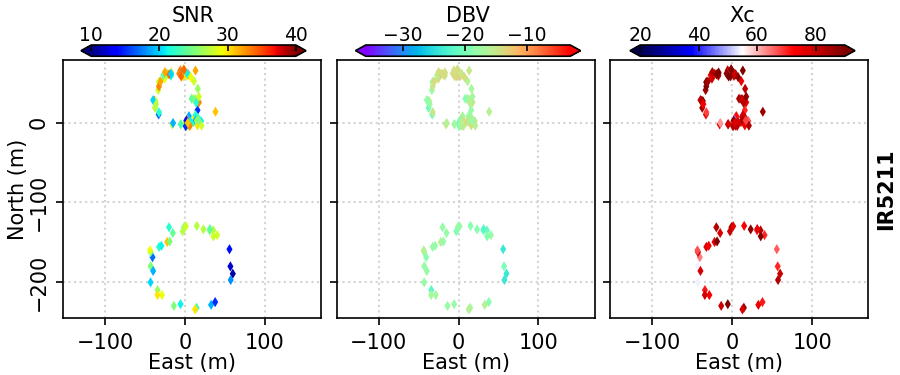 SNR DBV Xc
10 20 30 40 −30 −20 −10 20 40 60 80
North (m)
0
−100
−200
IR5211
−100 0 100 −100 0 100 −100 0 100
East (m) East (m) East (m)